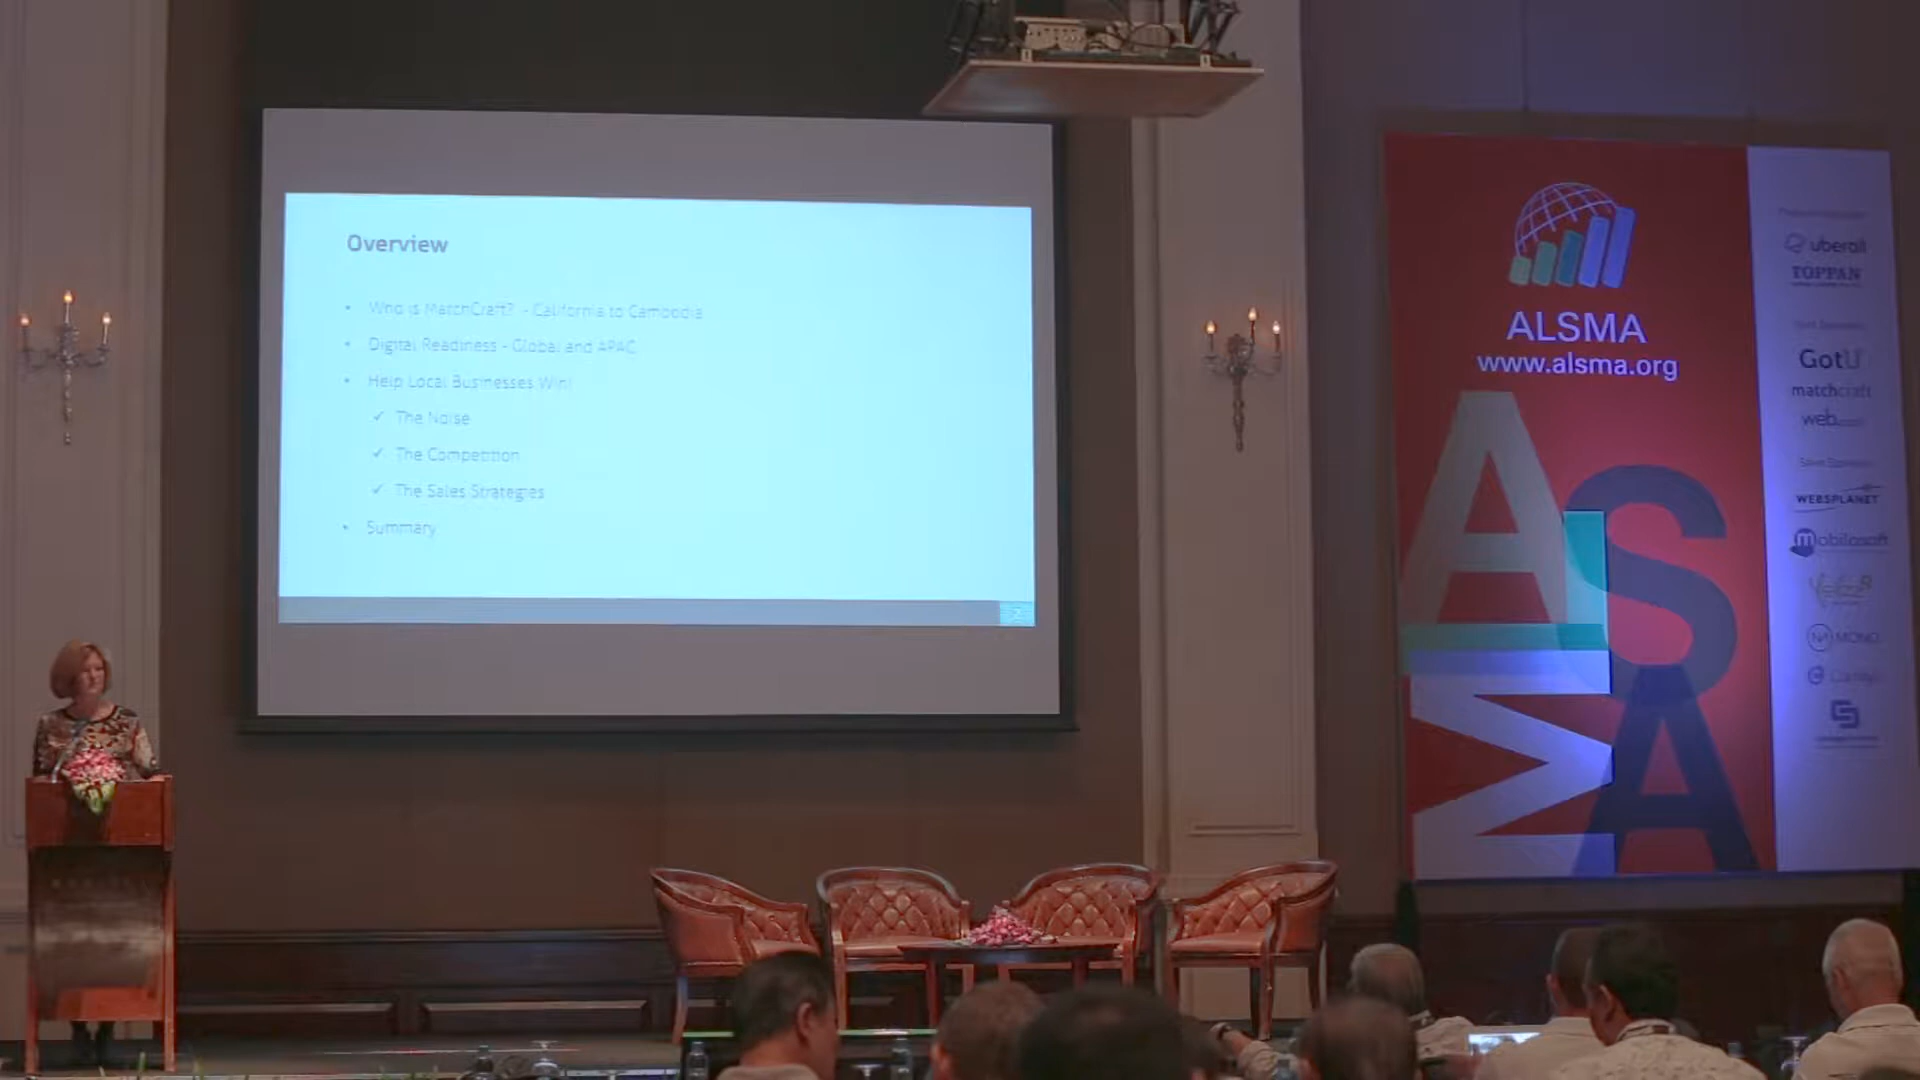 Overview
• Who is MatchCraft? - California to Cambodia
• Digital Readiness - Global and APAC
• Help Local Businesses Win!
✓ The Noise
✓ The Competition
✓ The Sales Strategies
• Summary
ALSMA
www.alsma.org
A
L
S
M
A
uberall
TOPPAN
GotU
matchcraft
web
WEBSPLANET
mobilosoft
MONO